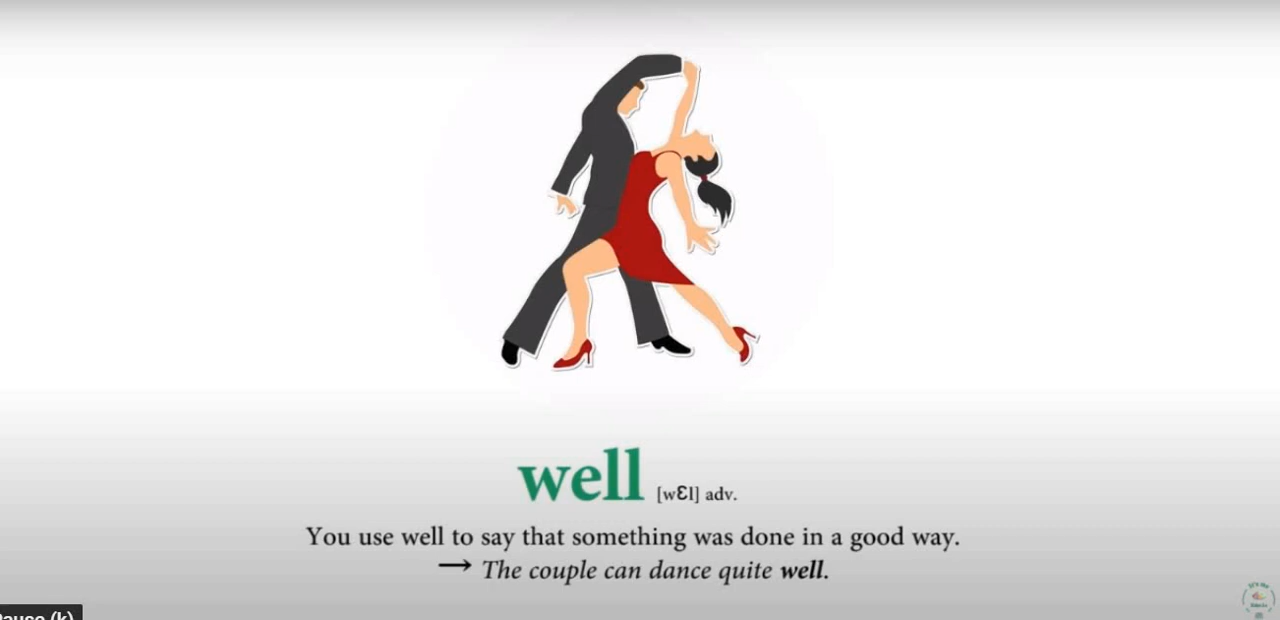 well [wƐl] adv.
You use well to say that something was done in a good way.
→ The couple can dance quite well.